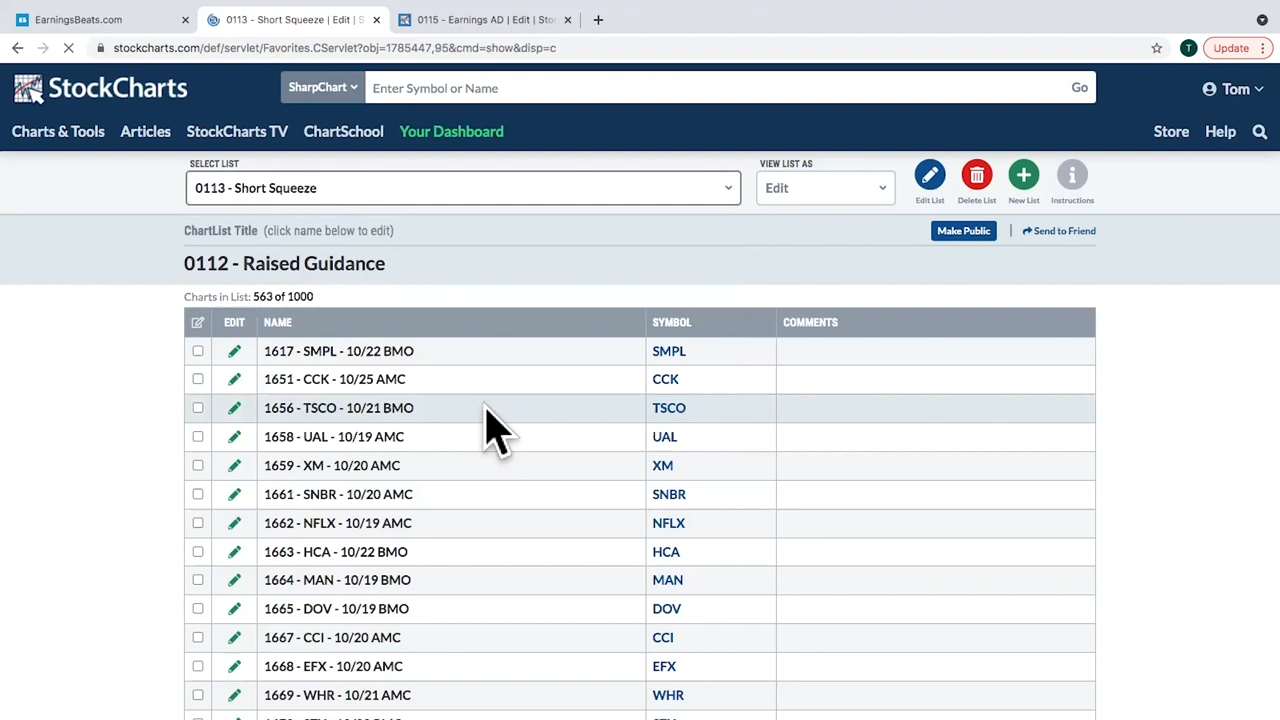 EarningsBeats.com
0113 - Short Squeeze | Edit | S
0115 - Earnings AD | Edit | Sto
stockcharts.com/def/servlet/Favorites.CServlet?obj=1785447,95&cmd=show&disp=c
T
Update
StockCharts
SharpChart
Enter Symbol or Name
Go
Tom
Charts & Tools
Articles
StockCharts TV
ChartSchool
Your Dashboard
Store
Help
SELECT LIST
VIEW LIST AS
0113 - Short Squeeze
Edit
Edit List
Delete List
New List
Instructions
ChartList Title (click name below to edit)
Make Public
Send to Friend
0112 - Raised Guidance
Charts in List: 563 of 1000
EDIT NAME SYMBOL COMMENTS
1617 - SMPL - 10/22 BMO SMPL
1651 - CCK - 10/25 AMC CCK
1656 - TSCO - 10/21 BMO TSCO
1658 - UAL - 10/19 AMC UAL
1659 - XM - 10/20 AMC XM
1661 - SNBR - 10/20 AMC SNBR
1662 - NFLX - 10/19 AMC NFLX
1663 - HCA - 10/22 BMO HCA
1664 - MAN - 10/19 BMO MAN
1665 - DOV - 10/19 BMO DOV
1667 - CCI - 10/20 AMC CCI
1668 - EFX - 10/20 AMC EFX
1669 - WHR - 10/21 AMC WHR